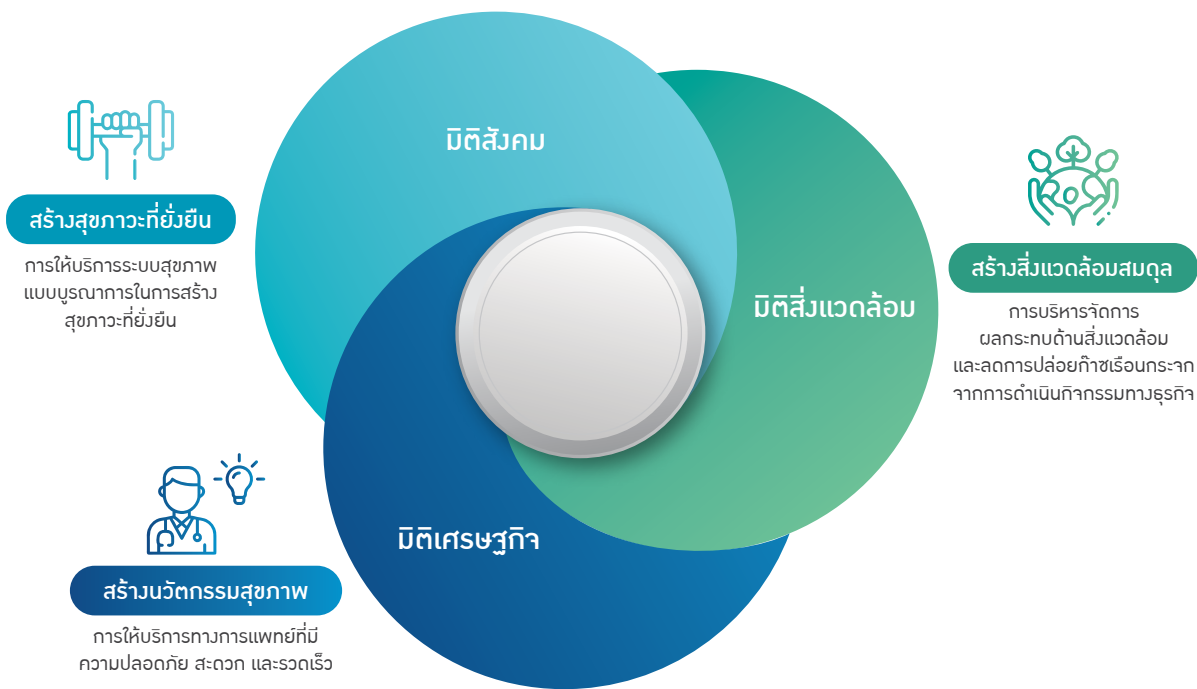 มิติสังคม
สร้างสุขภาวะที่ยั่งยืน
การให้บริการระบบสุขภาพ
แบบบูรณาการในการสร้าง
สุขภาวะที่ยั่งยืน
มิติสิ่งแวดล้อม
สร้างสิ่งแวดล้อมสมดุล
การบริหารจัดการ
ผลกระทบด้านสิ่งแวดล้อม
และลดการปล่อยก๊าซเรือนกระจก
จากการดำเนินกิจกรรมทางธุรกิจ
มิติเศรษฐกิจ
สร้างนวัตกรรมสุขภาพ
การให้บริการทางการแพทย์ที่มี
ความปลอดภัย สะดวก และรวดเร็ว